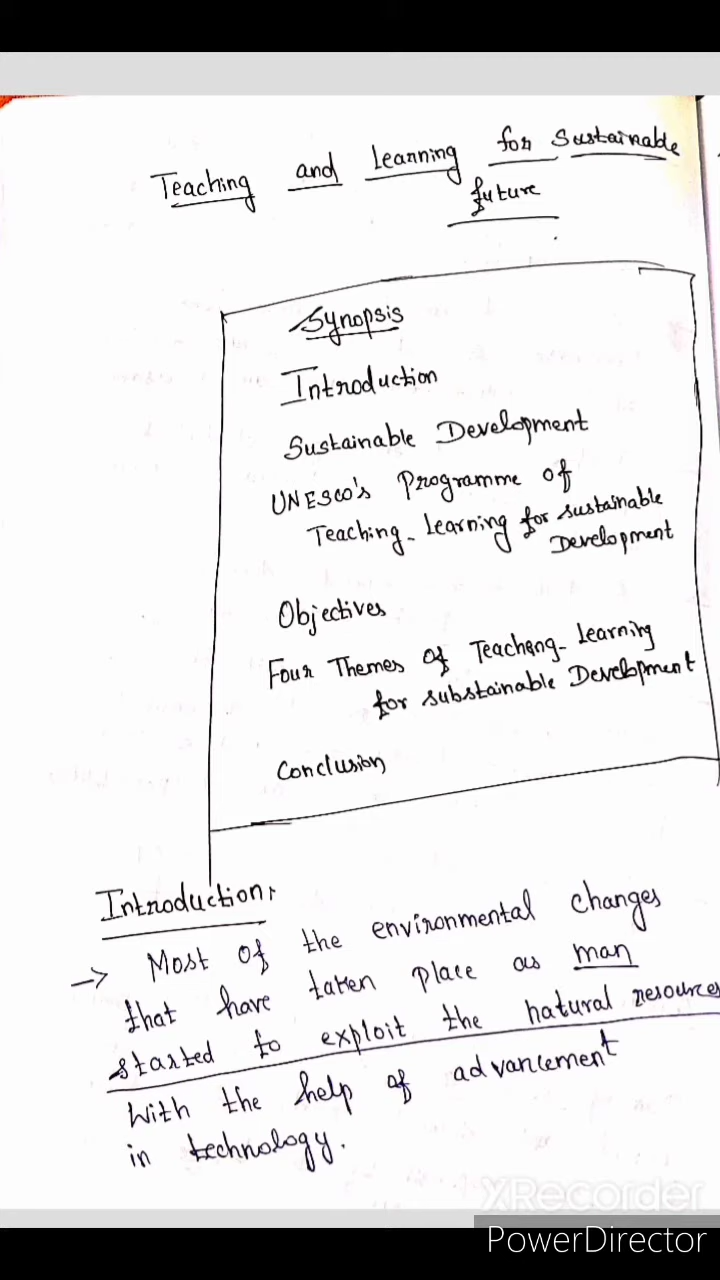 Teaching and Learning for Sustainable
future
Synopsis
Introduction
Sustainable Development
UNESCO's Programme of
Teaching-Learning for sustainable
Development
Objectives
Four Themes of Teaching-Learning
for substainable Development
Conclusion
Introduction:
-> Most of the environmental changes
that have taken place as man
started to exploit the natural resources
With the help of advancement
in technology.
XRecorder
PowerDirector